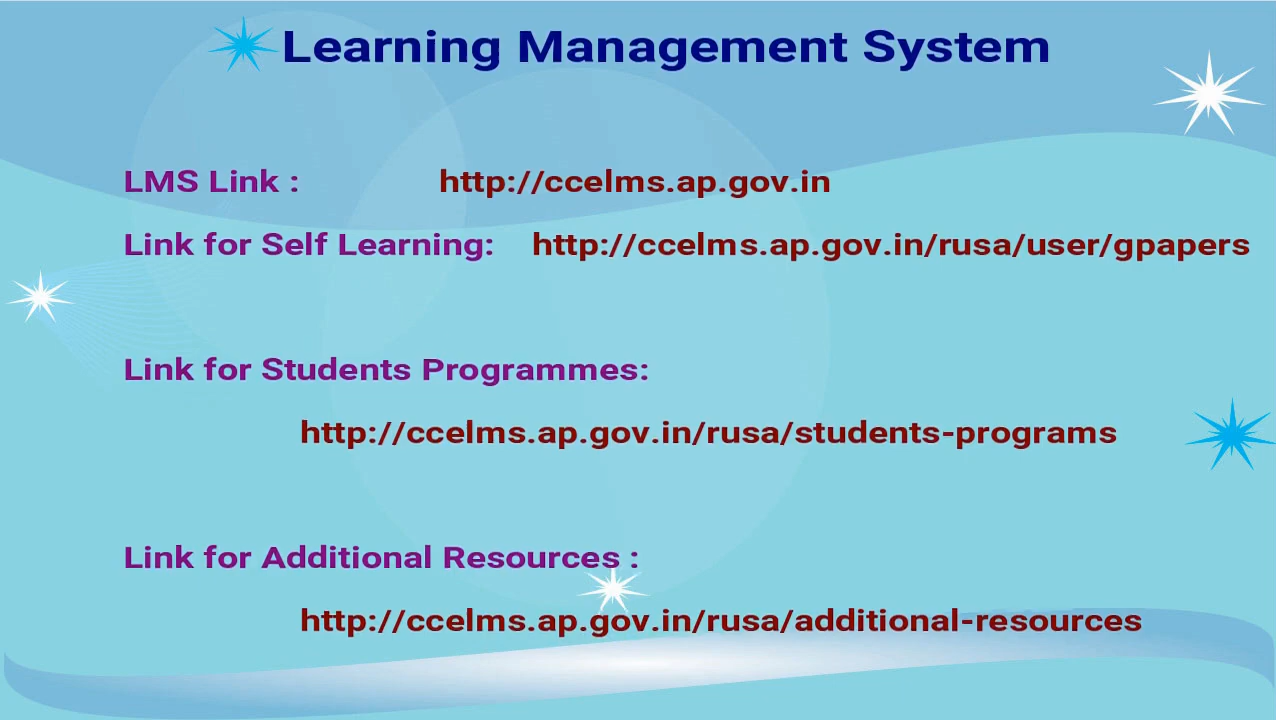 Learning Management System
LMS Link : http://ccelms.ap.gov.in
Link for Self Learning: http://ccelms.ap.gov.in/rusa/user/gpapers
Link for Students Programmes:
http://ccelms.ap.gov.in/rusa/students-programs
Link for Additional Resources :
http://ccelms.ap.gov.in/rusa/additional-resources